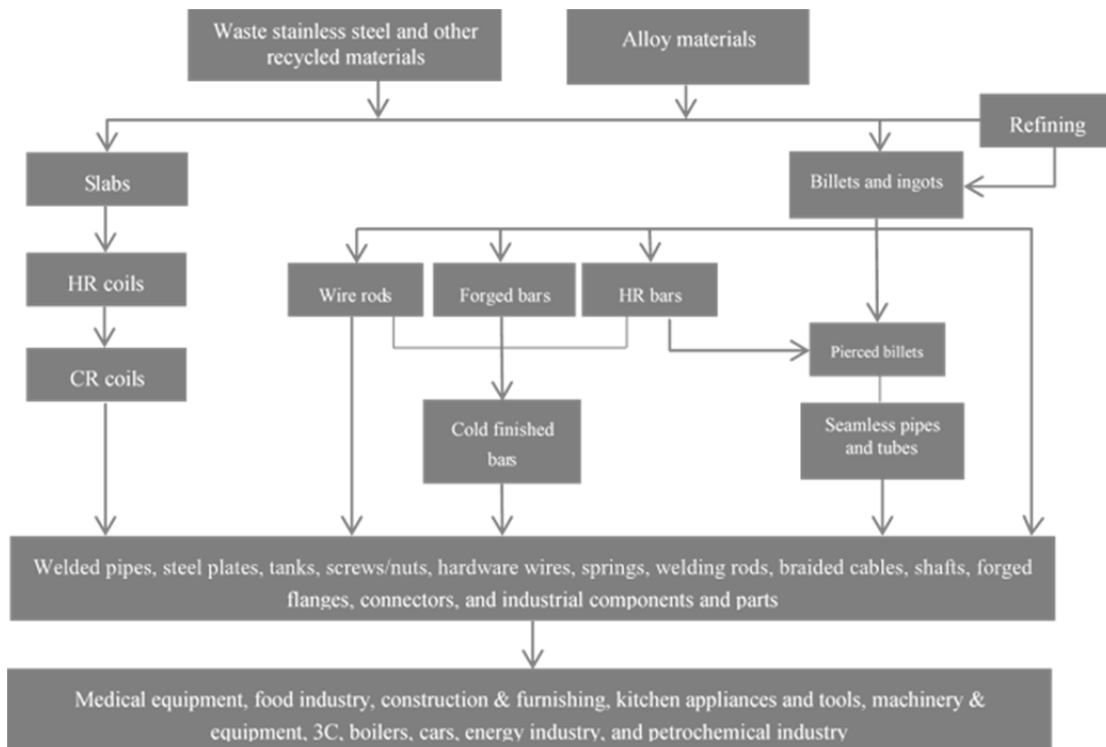 Waste stainless steel and other
recycled materials
Alloy materials
Refining
Slabs
Billets and ingots
HR coils
Wire rods
Forged bars
HR bars
CR coils
Pierced billets
Cold finished
bars
Seamless pipes
and tubes
Welded pipes, steel plates, tanks, screws/nuts, hardware wires, springs, welding rods, braided cables, shafts, forged
flanges, connectors, and industrial components and parts
Medical equipment, food industry, construction & furnishing, kitchen appliances and tools, machinery &
equipment, 3C, boilers, cars, energy industry, and petrochemical industry